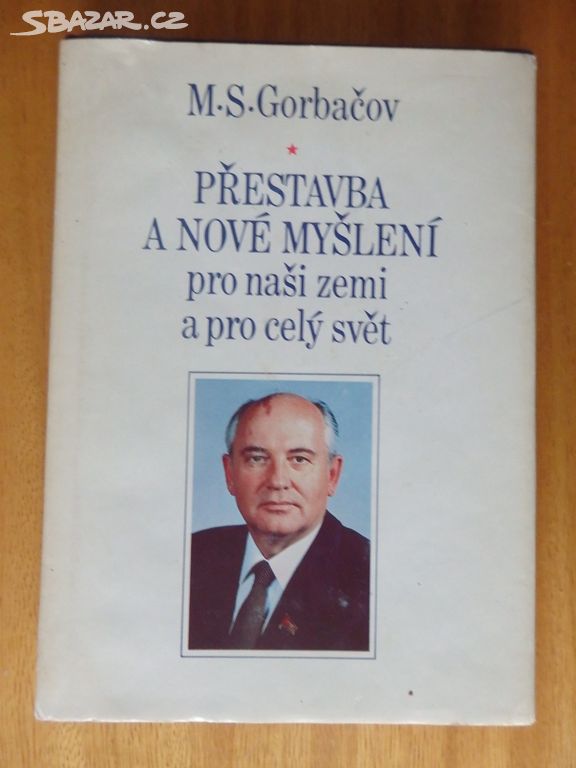 SBAZAR.CZ
M·S·Gorbačov
PŘESTAVBA
A NOVÉ MYŠLENÍ
pro naši zemi
a pro celý svět